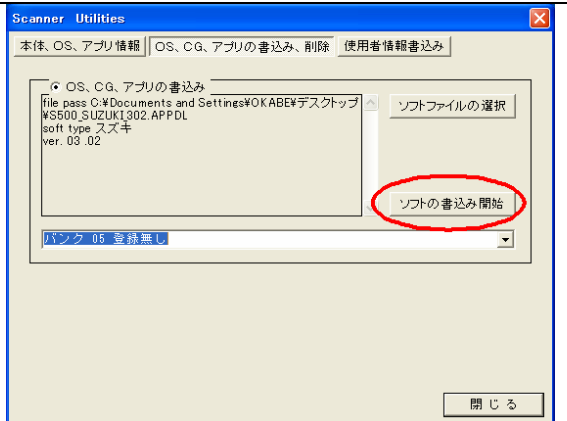 Scanner Utilities
本体、OS、アプリ情報 OS、CG、アプリの書込み、削除 使用者情報書込み
OS、CG、アプリの書込み
file pass C:¥Documents and Settings¥OKABE¥デスクトップ
¥S500_SUZUKI302.APPDL
soft type スズキ
ver. 03 .02
ソフトファイルの選択
ソフトの書込み開始
バンク 05 登録無し
閉じる